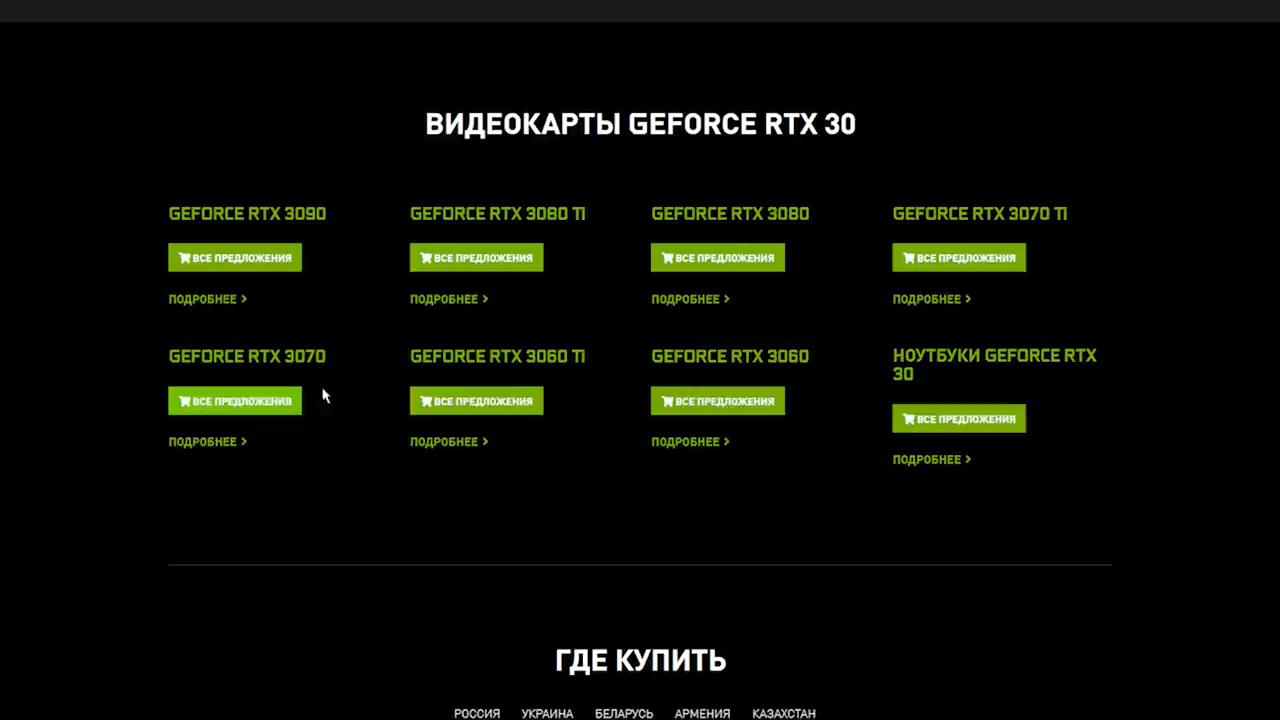 ВИДЕОКАРТЫ GEFORCE RTX 30
GEFORCE RTX 3090
ВСЕ ПРЕДЛОЖЕНИЯ
ПОДРОБНЕЕ >
GEFORCE RTX 3080 TI
ВСЕ ПРЕДЛОЖЕНИЯ
ПОДРОБНЕЕ >
GEFORCE RTX 3080
ВСЕ ПРЕДЛОЖЕНИЯ
ПОДРОБНЕЕ >
GEFORCE RTX 3070 TI
ВСЕ ПРЕДЛОЖЕНИЯ
ПОДРОБНЕЕ >
GEFORCE RTX 3070
ВСЕ ПРЕДЛОЖЕНИЯ
ПОДРОБНЕЕ >
GEFORCE RTX 3060 TI
ВСЕ ПРЕДЛОЖЕНИЯ
ПОДРОБНЕЕ >
GEFORCE RTX 3060
ВСЕ ПРЕДЛОЖЕНИЯ
ПОДРОБНЕЕ >
НОУТБУКИ GEFORCE RTX
30
ВСЕ ПРЕДЛОЖЕНИЯ
ПОДРОБНЕЕ >
ГДЕ КУПИТЬ
РОССИЯ УКРАИНА БЕЛАРУСЬ АРМЕНИЯ КАЗАХСТАН